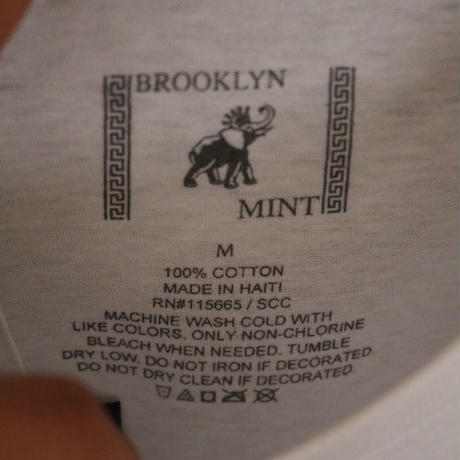 BROOKLYN
MINT
M
100% COTTON
MADE IN HAITI
RN#115665 / SCC
MACHINE WASH COLD WITH
LIKE COLORS. ONLY NON-CHLORINE
BLEACH WHEN NEEDED. TUMBLE
DRY LOW. DO NOT IRON IF DECORATED.
DO NOT DRY CLEAN IF DECORATED.